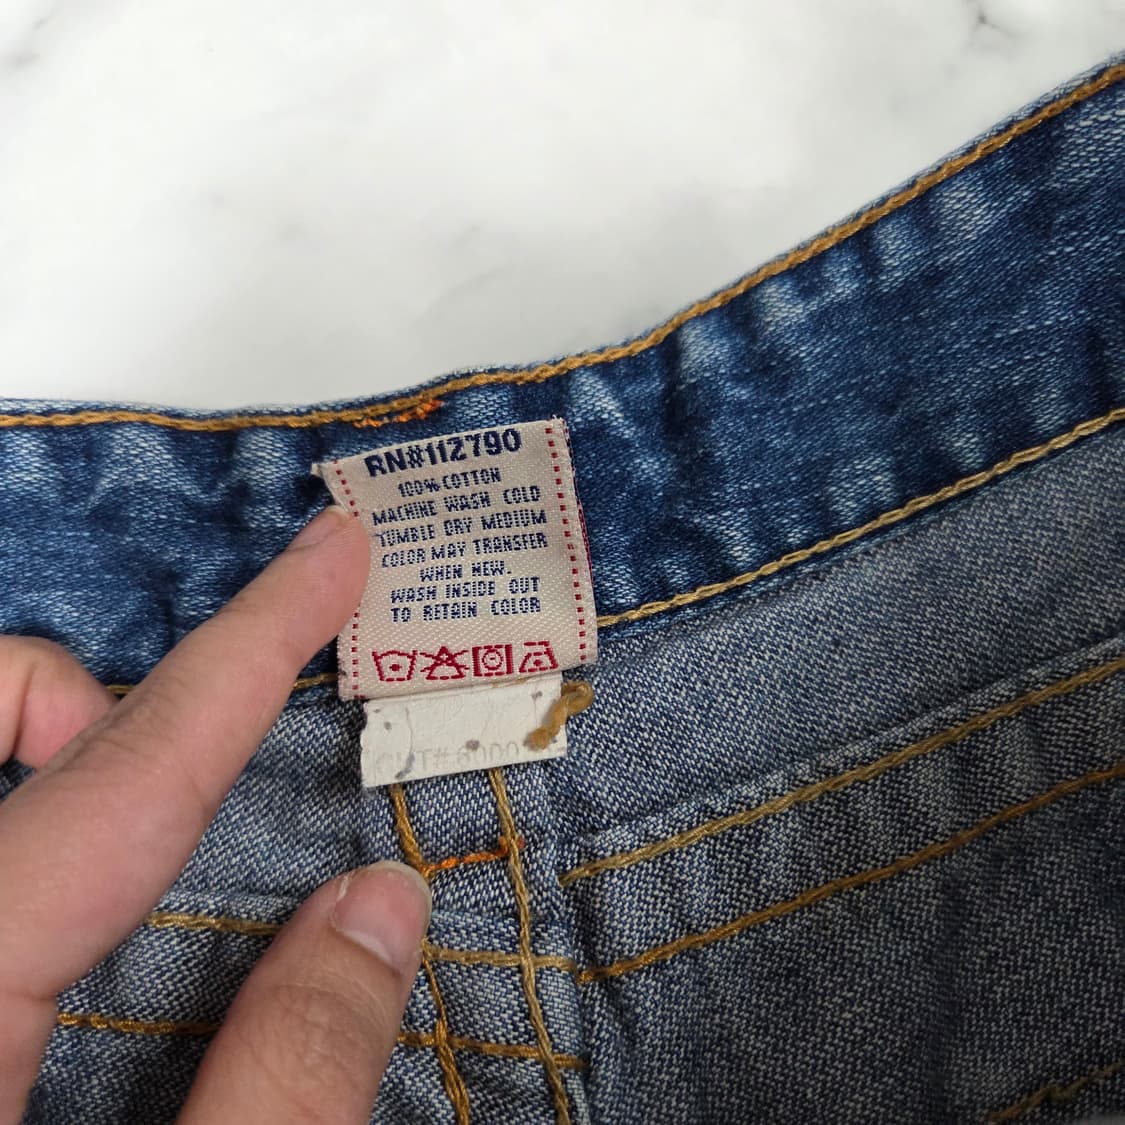 RN#112790
100% COTTON
MACHINE WASH COLD
TUMBLE DRY MEDIUM
COLOR MAY TRANSFER
WHEN NEW.
WASH INSIDE OUT
TO RETAIN COLOR
CUT#